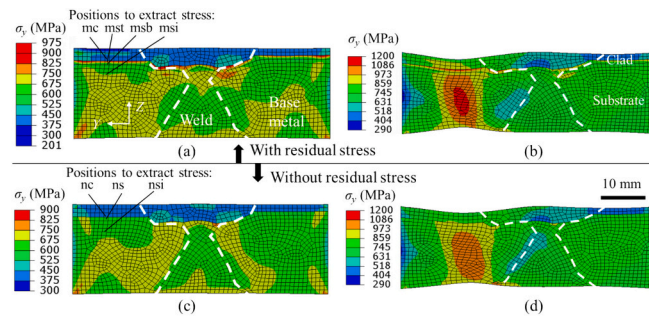 Positions to extract stress:
mc mst msb msi
σy (MPa)
975
900
825
750
675
600
525
450
375
300
201
Z
Y
Weld
Base
metal
(a)
σy (MPa)
1200
1086
973
859
745
631
518
404
290
Clad
Substrate
(b)
With residual stress
Without residual stress
Positions to extract stress:
nc ns nsi
σy (MPa)
900
825
750
675
600
525
450
375
300
(c)
σy (MPa)
1200
1086
973
859
745
631
518
404
290
10 mm
(d)